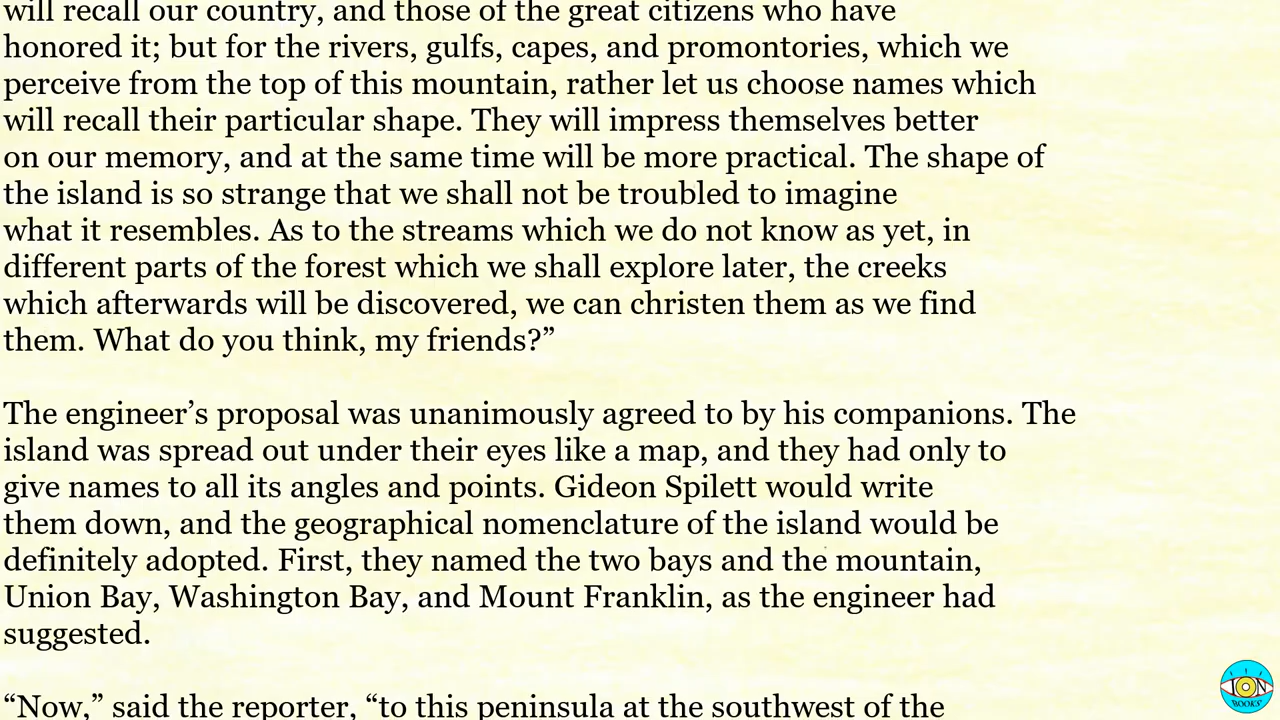 will recall our country, and those of the great citizens who have
honored it; but for the rivers, gulfs, capes, and promontories, which we
perceive from the top of this mountain, rather let us choose names which
will recall their particular shape. They will impress themselves better
on our memory, and at the same time will be more practical. The shape of
the island is so strange that we shall not be troubled to imagine
what it resembles. As to the streams which we do not know as yet, in
different parts of the forest which we shall explore later, the creeks
which afterwards will be discovered, we can christen them as we find
them. What do you think, my friends?”
The engineer’s proposal was unanimously agreed to by his companions. The
island was spread out under their eyes like a map, and they had only to
give names to all its angles and points. Gideon Spilett would write
them down, and the geographical nomenclature of the island would be
definitely adopted. First, they named the two bays and the mountain,
Union Bay, Washington Bay, and Mount Franklin, as the engineer had
suggested.
“Now,” said the reporter, “to this peninsula at the southwest of the
ION
BOOKS